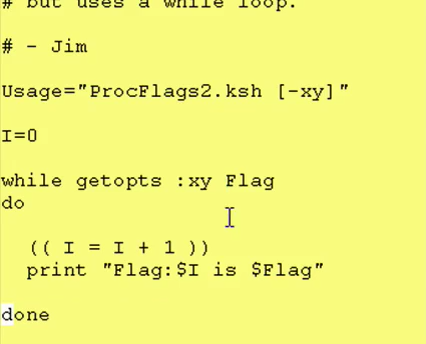 # but uses a while loop.
# - Jim
Usage="ProcFlags2.ksh [-xy]"
I=0
while getopts :xy Flag
do
(( I = I + 1 ))
print "Flag:$I is $Flag"
done